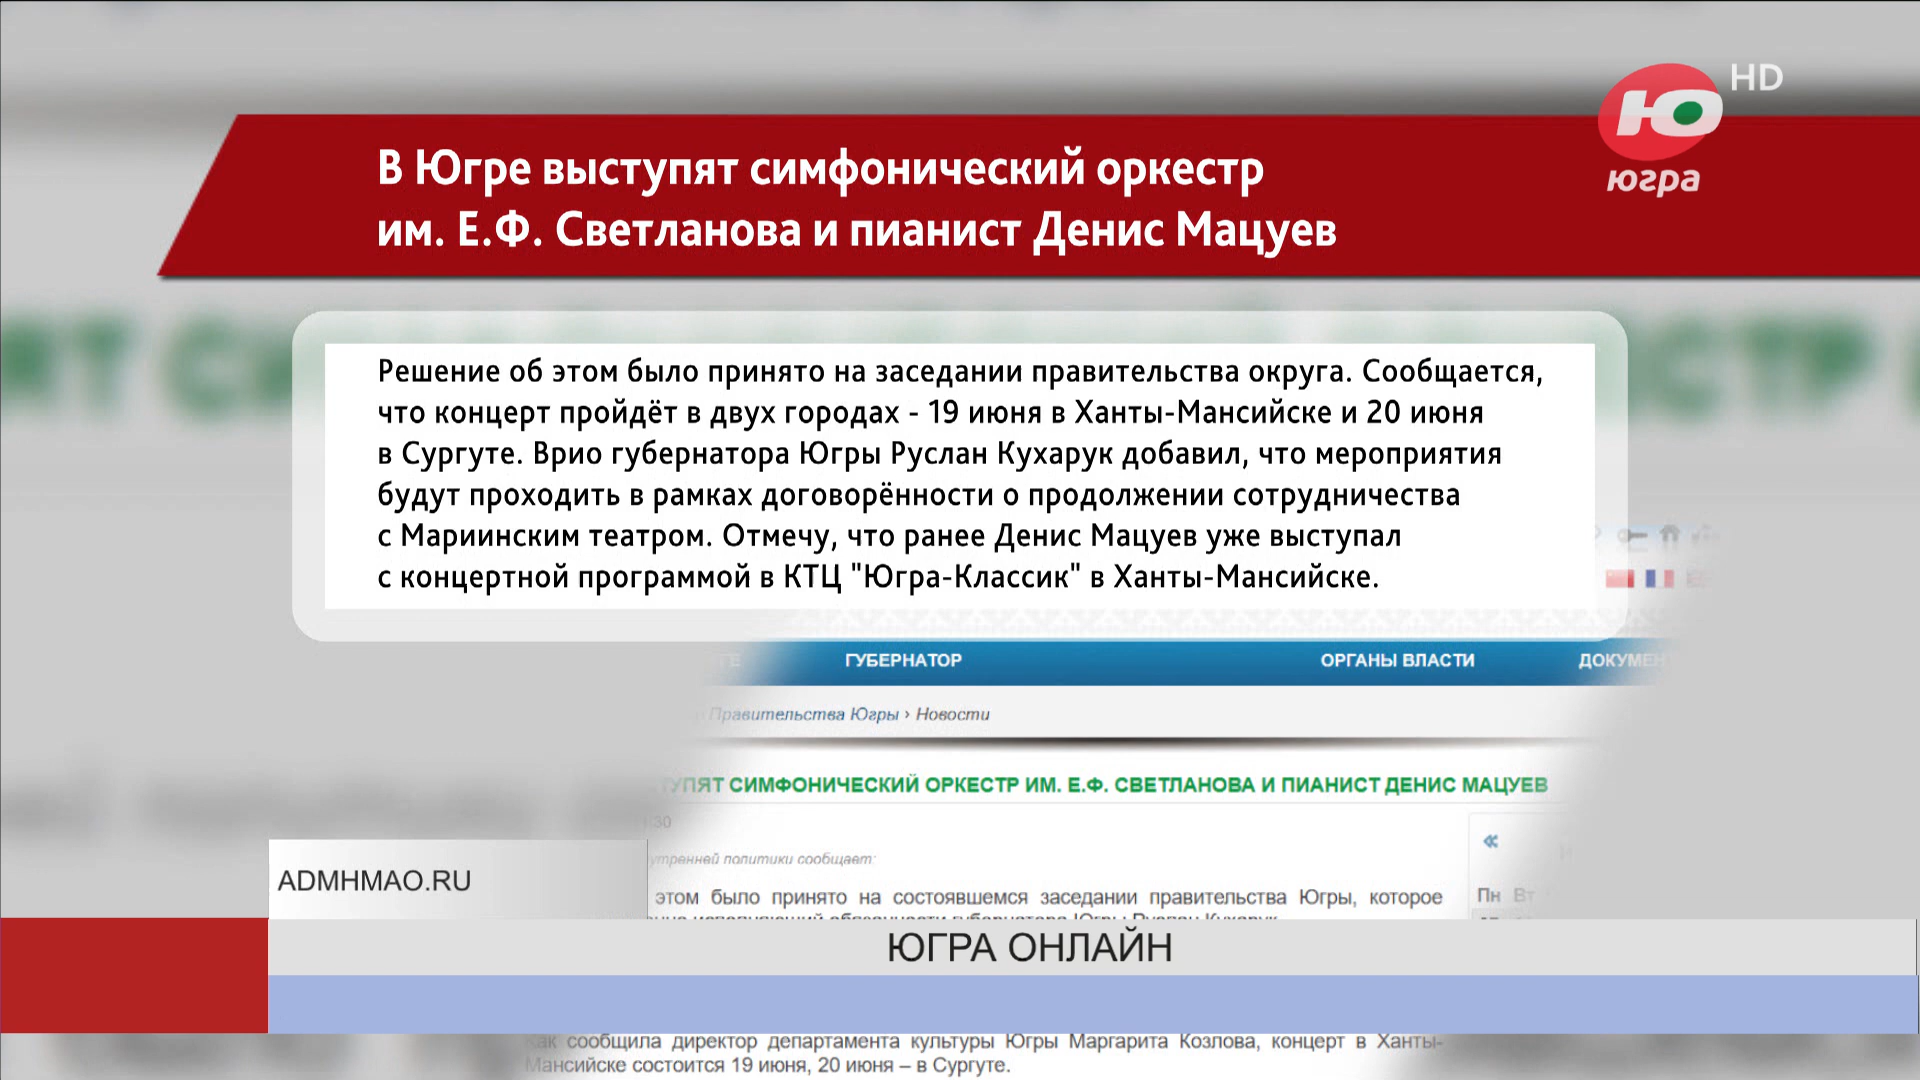 HD
югра
В Югре выступят симфонический оркестр
им. Е.Ф. Светланова и пианист Денис Мацуев
Решение об этом было принято на заседании правительства округа. Сообщается,
что концерт пройдёт в двух городах - 19 июня в Ханты-Мансийске и 20 июня
в Сургуте. Врио губернатора Югры Руслан Кухарук добавил, что мероприятия
будут проходить в рамках договорённости о продолжении сотрудничества
с Мариинским театром. Отмечу, что ранее Денис Мацуев уже выступал
с концертной программой в КТЦ "Югра-Классик" в Ханты-Мансийске.
ГУБЕРНАТОР ОРГАНЫ ВЛАСТИ
Правительства Югры › Новости
СИМФОНИЧЕСКИЙ ОРКЕСТР ИМ. Е.Ф. СВЕТЛАНОВА И ПИАНИСТ ДЕНИС МАЦУЕВ
политики сообщает:
ADMHMAO.RU
этом было принято на состоявшемся заседании правительства Югры, которое
Пн Вт
ЮГРА ОНЛАЙН
Как сообщила директор департамента культуры Югры Маргарита Козлова, концерт в Ханты-
Мансийске состоится 19 июня, 20 июня – в Сургуте.